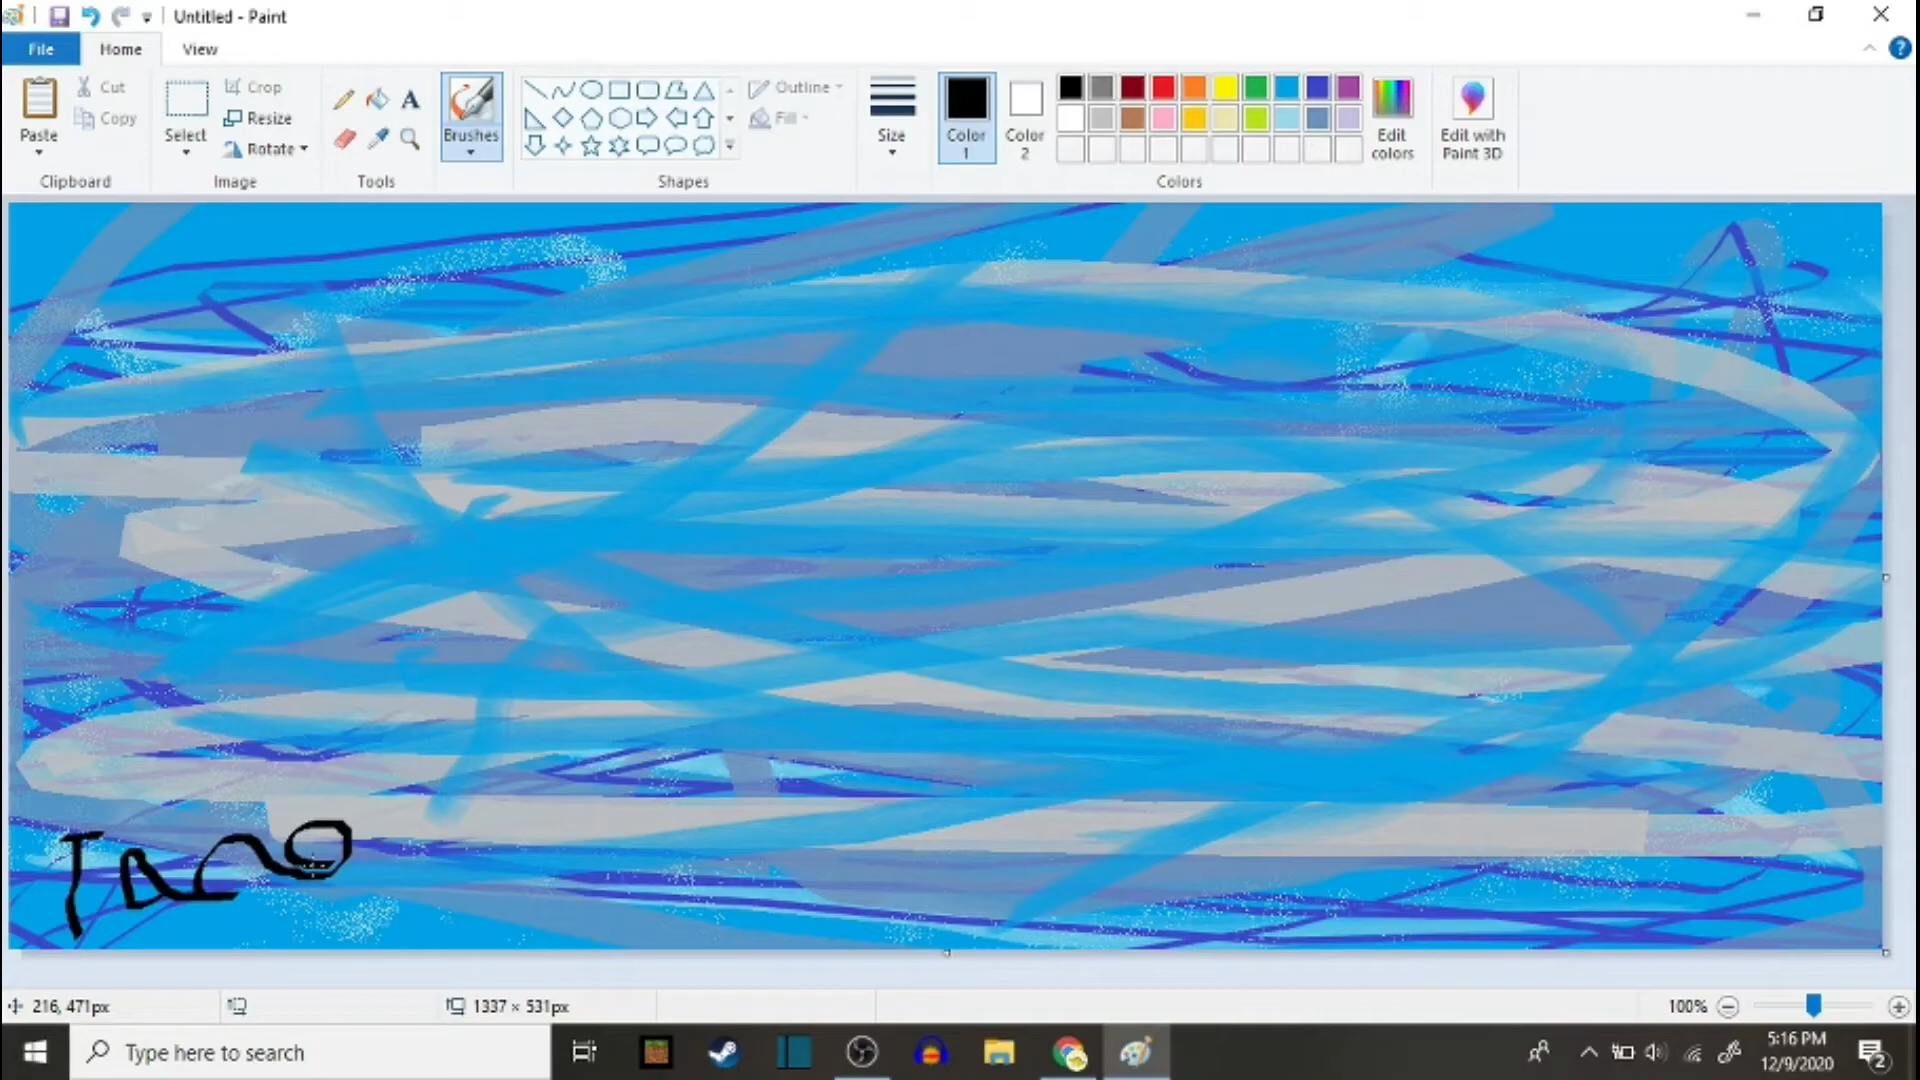 Untitled - Paint
File Home View
Paste
Cut
Copy
Clipboard
Select
Crop
Resize
Rotate
Image
Tools
Brushes
Shapes
Outline
Fill
Size
Color 1
Color 2
Colors
Edit colors
Edit with Paint 3D
216, 471px
1337 × 531px
100%
Type here to search
5:16 PM
12/9/2020
2